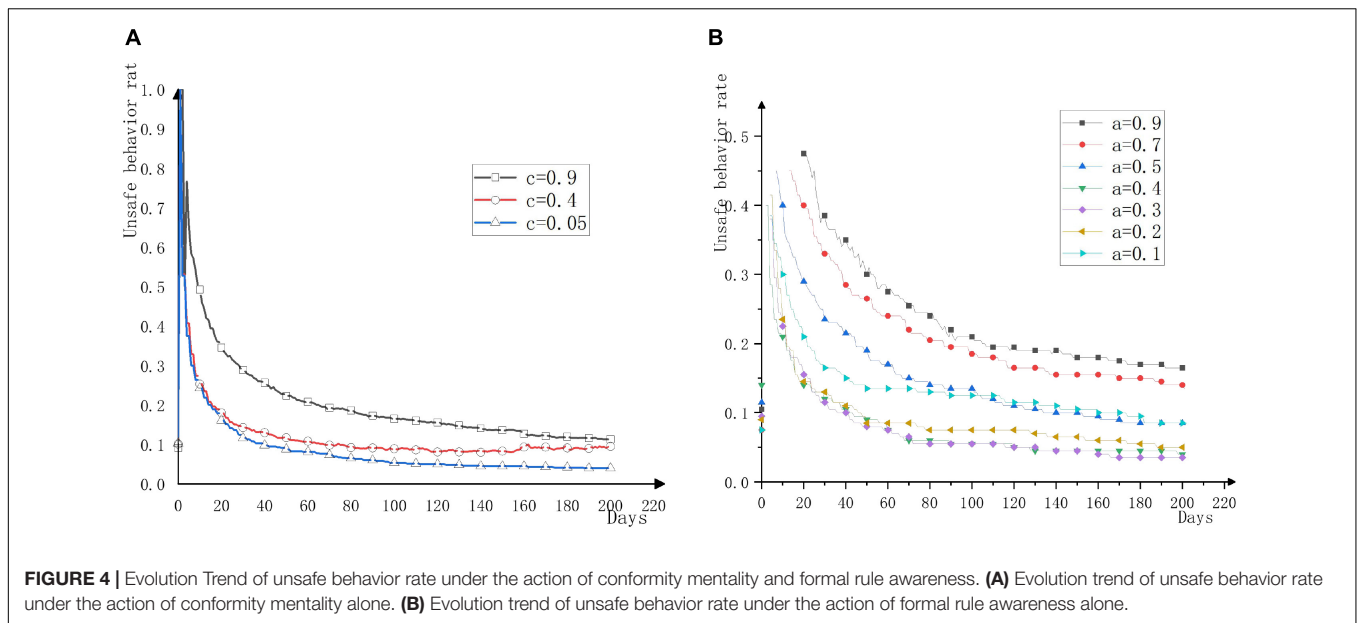 A
Unsafe behavior rat
1.0
0.9
0.8
0.7
0.6
0.5
0.4
0.3
0.2
0.1
0.0
0 20 40 60 80 100 120 140 160 180 200 220
Days
c=0.9
c=0.4
c=0.05
B
Unsafe behavior rate
0.5
0.4
0.3
0.2
0.1
0.0
0 20 40 60 80 100 120 140 160 180 200 220
Days
a=0.9
a=0.7
a=0.5
a=0.4
a=0.3
a=0.2
a=0.1
FIGURE 4 | Evolution Trend of unsafe behavior rate under the action of conformity mentality and formal rule awareness. (A) Evolution trend of unsafe behavior rate
under the action of conformity mentality alone. (B) Evolution trend of unsafe behavior rate under the action of formal rule awareness alone.